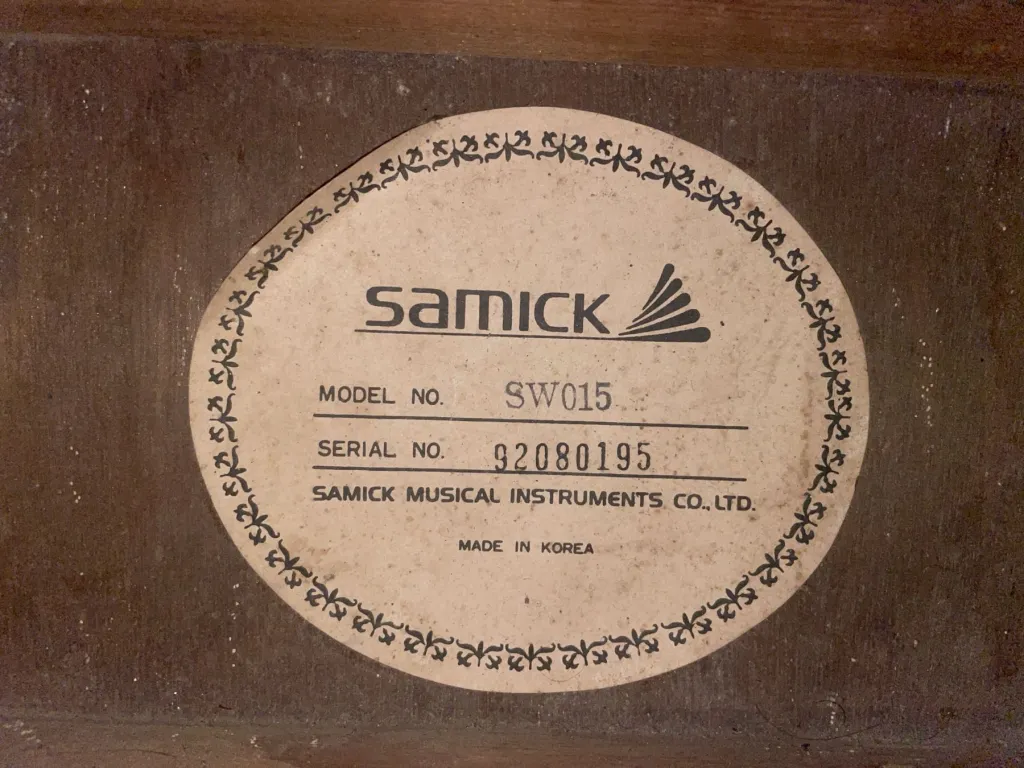 SAMICK
MODEL NO. SW015
SERIAL NO. 92080195
SAMICK MUSICAL INSTRUMENTS CO., LTD.
MADE IN KOREA